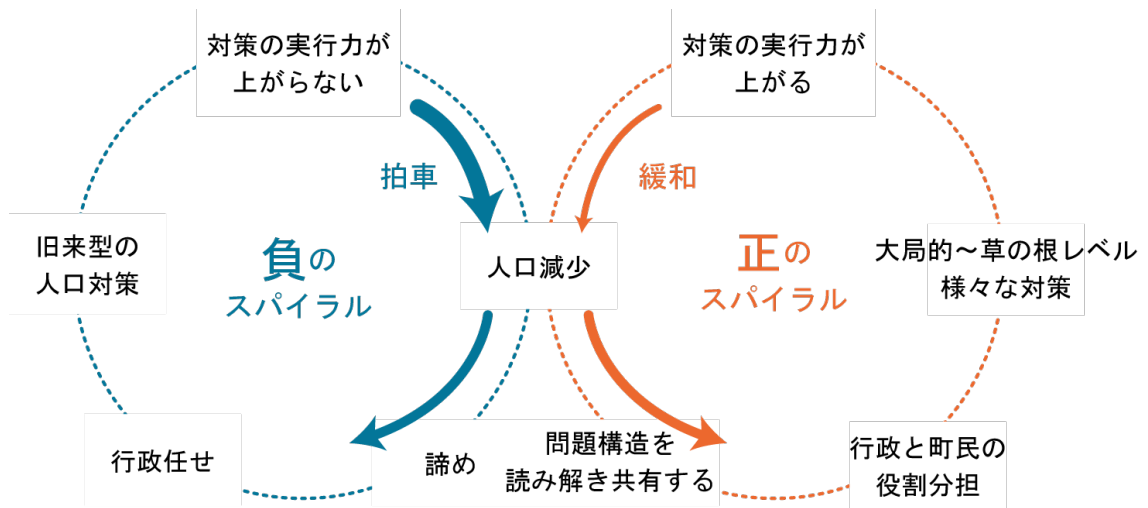 対策の実行力が
上がらない
拍車
旧来型の
人口対策
負の
スパイラル
行政任せ
諦め
人口減少
対策の実行力が
上がる
緩和
正の
スパイラル
大局的～草の根レベル
様々な対策
問題構造を
読み解き共有する
行政と町民の
役割分担